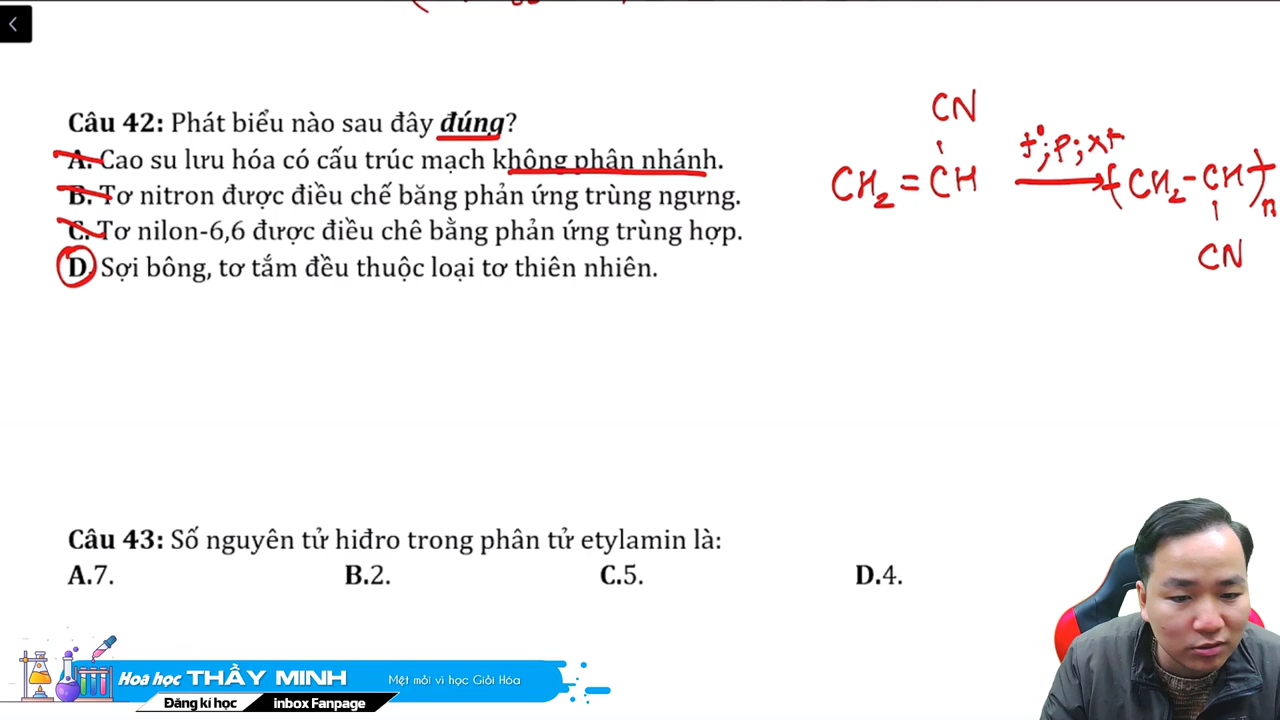 Câu 42: Phát biểu nào sau đây đúng?
A. Cao su lưu hóa có cấu trúc mạch không phân nhánh.
B. Tơ nitron được điều chế băng phản ứng trùng ngưng.
C. Tơ nilon-6,6 được điều chê bằng phản ứng trùng hợp.
D. Sợi bông, tơ tắm đều thuộc loại tơ thiên nhiên.
CN
CH₂ = CH
t°; p; xt
( CH₂ - CH )n
CN
Câu 43: Số nguyên tử hiđro trong phân tử etylamin là:
A.7. B.2. C.5. D.4.
Hoá học THẦY MINH
Mệt mỏi vì học Giỏi Hóa
Đăng kí học inbox Fanpage